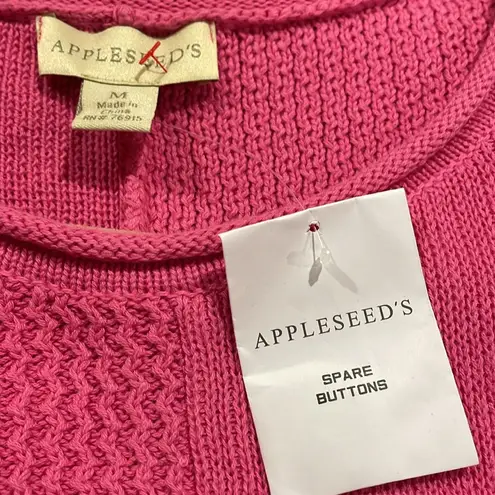 APPLESEED'S
M
Made in
China
RN# 76915
APPLESEED'S
SPARE
BUTTONS